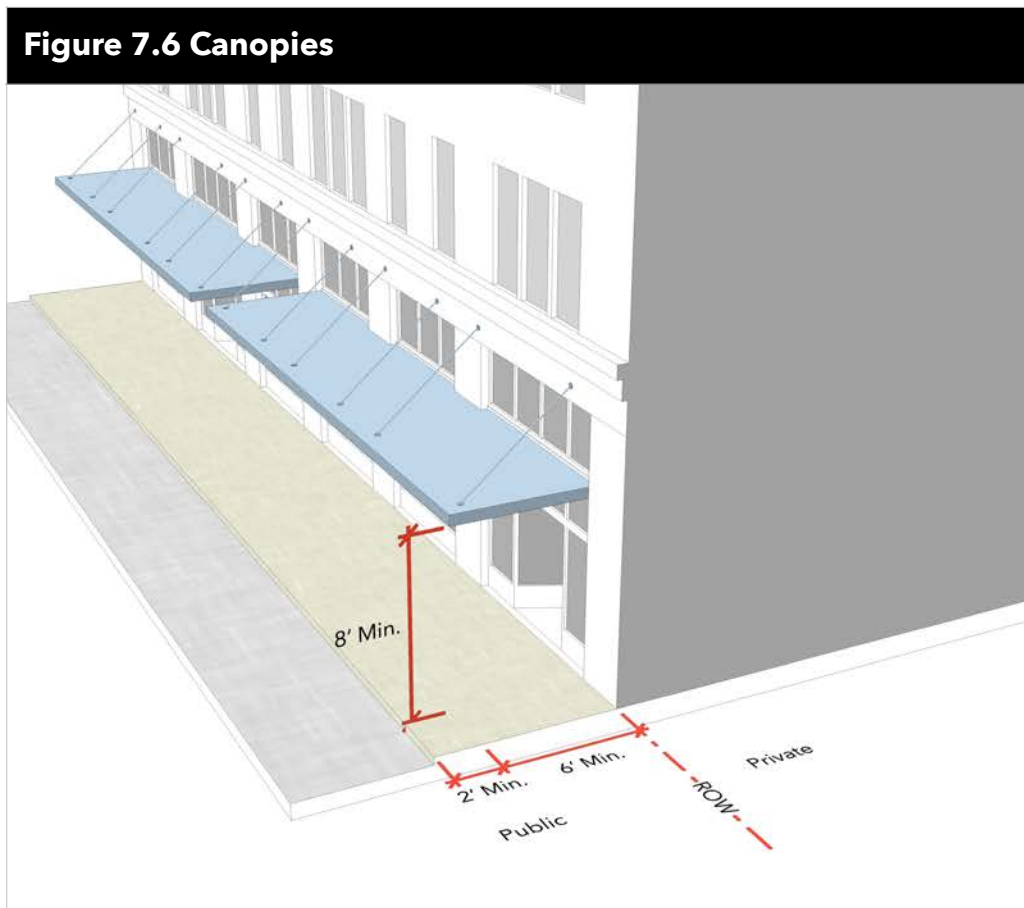 Figure 7.6 Canopies
8' Min.
2' Min.
6' Min.
Private
ROW
Public